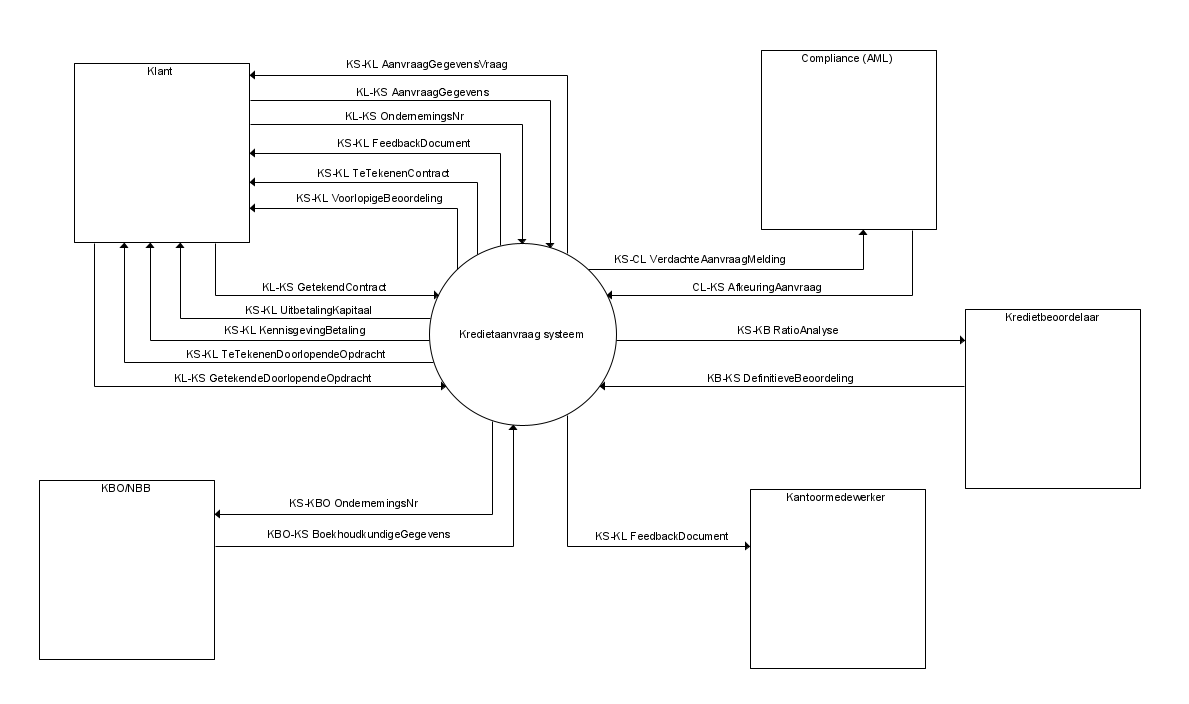 Klant
KS-KL AanvraagGegevensVraag
KL-KS AanvraagGegevens
KL-KS OndernemingsNr
KS-KL FeedbackDocument
KS-KL TeTekenenContract
KS-KL VoorlopigeBeoordeling
Compliance (AML)
KS-CL VerdachteAanvraagMelding
CL-KS AfkeuringAanvraag
KL-KS GetekendContract
KS-KL UitbetalingKapitaal
KS-KL KennisgevingBetaling
KS-KL TeTekenenDoorlopendeOpdracht
KL-KS GetekendeDoorlopendeOpdracht
Kredietaanvraag systeem
Kredietbeoordelaar
KS-KB RatioAnalyse
KB-KS DefinitieveBeoordeling
KBO/NBB
KS-KBO OndernemingsNr
KBO-KS BoekhoudkundigeGegevens
Kantoormedewerker
KS-KL FeedbackDocument